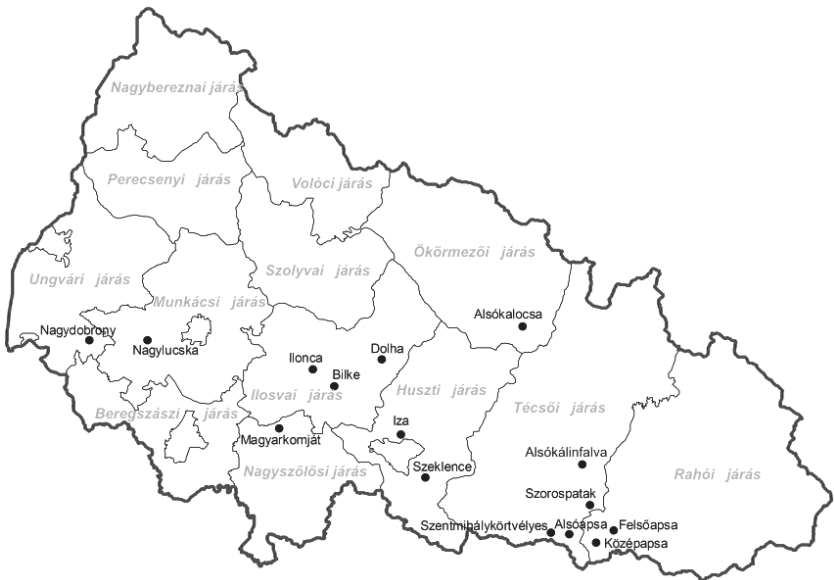 Nagybereznai járás
Perecsenyi járás
Volóci járás
Ökörmezői járás
Szolyvai járás
Ungvári járás
Munkácsi járás
Alsókalocsa
Nagydobrony
Nagylucska
Ilonca
Dolha
Bilke
Huszti járás
Ilosvai járás
Técsői járás
Beregszászi járás
Iza
Magyarkomját
Alsókálinfalva
Szeklence
Nagyszőlősi járás
Rahói járás
Szorospatak
Szentmihálykörtvélyes
Alsóapsa
Felsőapsa
Középapsa